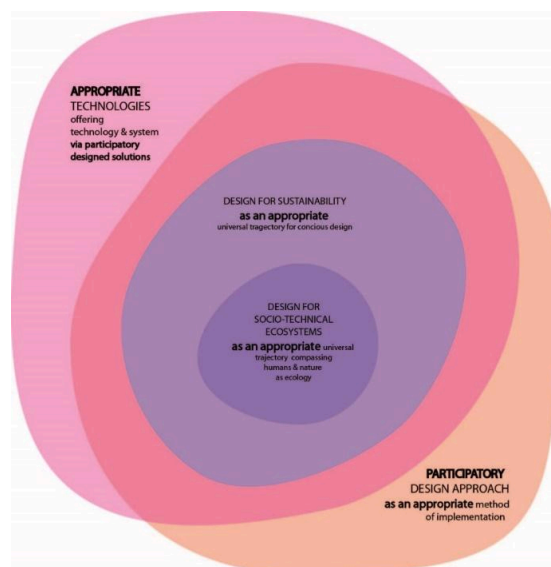 APPROPRIATE
TECHNOLOGIES
offering
technology & system
via participatory
designed solutions
DESIGN FOR SUSTAINABILITY
as an appropriate
universal tragectory for concious design
DESIGN FOR
SOCIO-TECHNICAL
ECOSYSTEMS
as an appropriate universal
trajectory compassing
humans & nature
as ecology
PARTICIPATORY
DESIGN APPROACH
as an appropriate method
of implementation